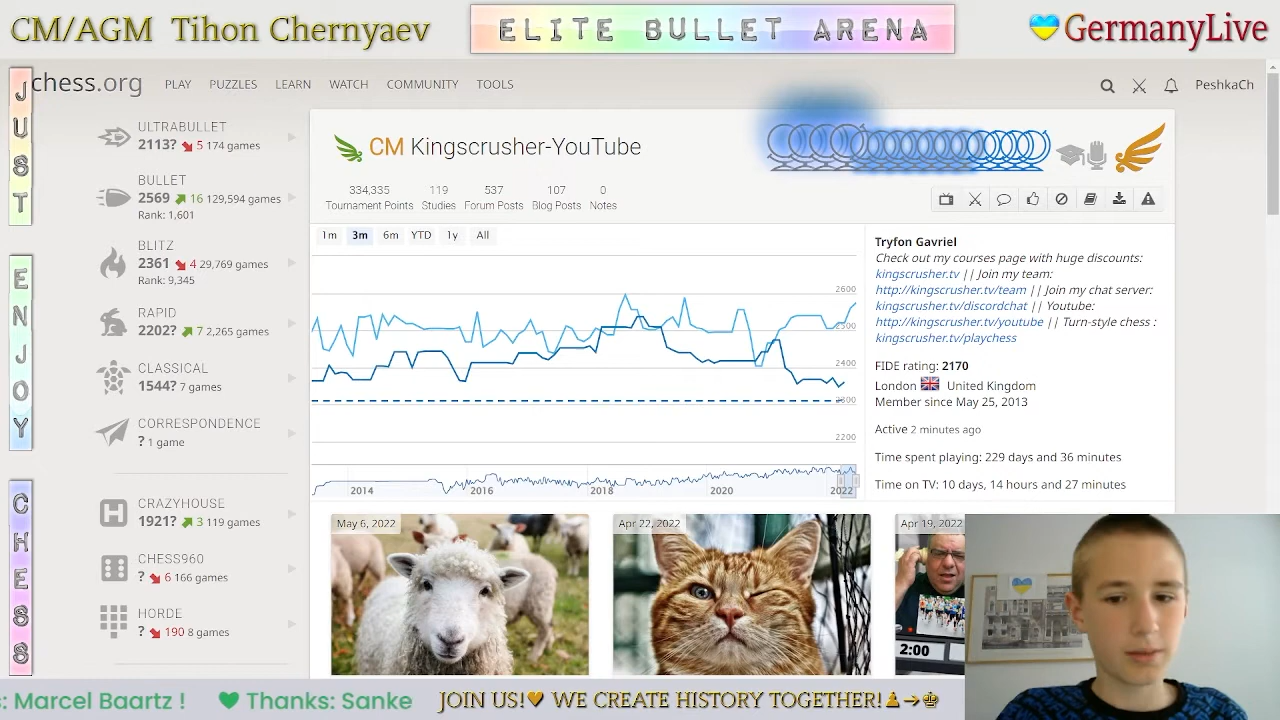 CM/AGM Tihon Chernyaev
ELITE BULLET ARENA
GermanyLive
JUST
ENJOY
CHESS
chess.org
PLAY PUZZLES LEARN WATCH COMMUNITY TOOLS
PeshkaCh
ULTRABULLET
2113? 5 174 games
BULLET
2569 16 129,594 games
Rank: 1,601
BLITZ
2361 4 29,769 games
Rank: 9,345
RAPID
2202? 7 2,265 games
CLASSICAL
1544? 7 games
CORRESPONDENCE
? 1 game
CRAZYHOUSE
1921? 3 119 games
CHESS960
? 6 166 games
HORDE
? 190 8 games
CM Kingscrusher-YouTube
334,335 119 537 107 0
Tournament Points Studies Forum Posts Blog Posts Notes
1m 3m 6m YTD 1y All
2600
2500
2400
2300
2200
2014 2016 2018 2020 2022
Tryfon Gavriel
Check out my courses page with huge discounts:
kingscrusher.tv || Join my team:
http://kingscrusher.tv/team || Join my chat server:
kingscrusher.tv/discordchat || Youtube:
http://kingscrusher.tv/youtube || Turn-style chess :
kingscrusher.tv/playchess
FIDE rating: 2170
London United Kingdom
Member since May 25, 2013
Active 2 minutes ago
Time spent playing: 229 days and 36 minutes
Time on TV: 10 days, 14 hours and 27 minutes
May 6, 2022
Apr 22, 2022
Apr 19, 2022
2:00
s: Marcel Baartz ! Thanks: Sanke JOIN US! WE CREATE HISTORY TOGETHER!